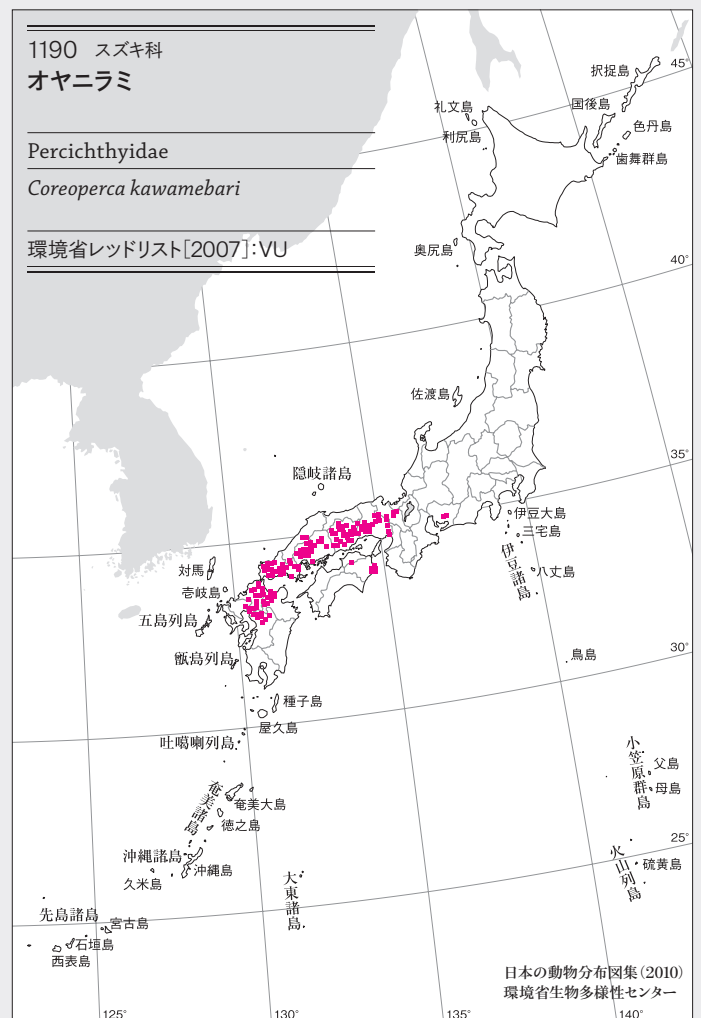 1190 スズキ科
オヤニラミ
Percichthyidae
Coreoperca kawamebari
環境省レッドリスト[2007]:VU
45°
択捉島
国後島
礼文島
色丹島
利尻島
歯舞群島
奥尻島
40°
佐渡島
35°
隠岐諸島
伊豆大島
三宅島
伊豆諸島
八丈島
対馬
壱岐島
五島列島
甑島列島
鳥島
30°
種子島
屋久島
吐噶喇列島
小笠原群島
父島
母島
奄美諸島
奄美大島
徳之島
25°
沖縄諸島
沖縄島
久米島
火山列島
硫黄島
大東諸島
先島諸島
宮古島
石垣島
西表島
日本の動物分布図集(2010)
環境省生物多様性センター
125°
130°
135°
140°